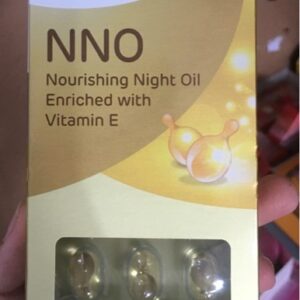 NNO
Nourishing Night Oil
Enriched with
Vitamin E